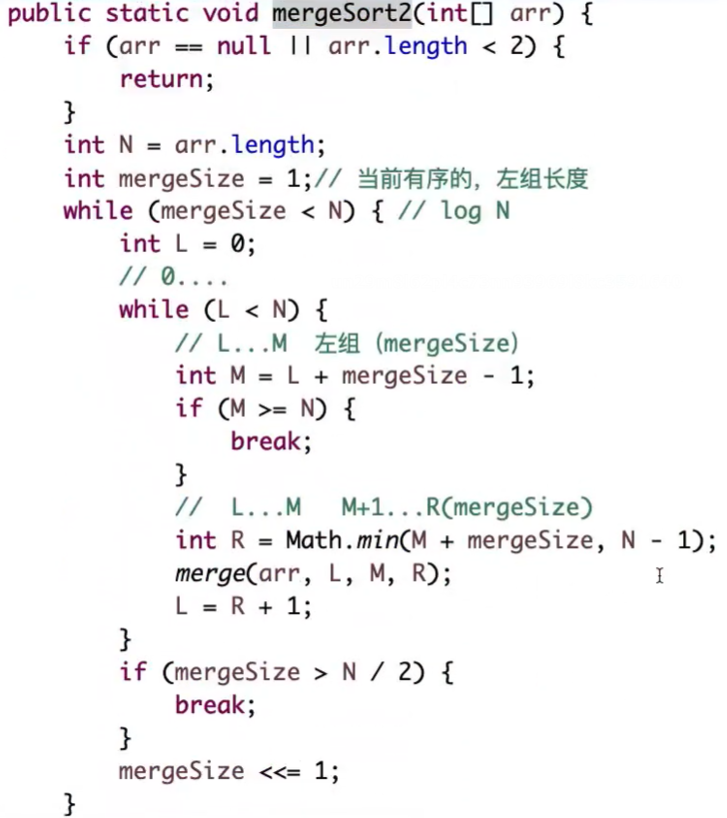 public static void mergeSort2(int[] arr) {
if (arr == null || arr.length < 2) {
return;
}
int N = arr.length;
int mergeSize = 1;// 当前有序的，左组长度
while (mergeSize < N) { // log N
int L = 0;
// 0....
while (L < N) {
// L...M 左组（mergeSize）
int M = L + mergeSize - 1;
if (M >= N) {
break;
}
// L...M M+1...R(mergeSize)
int R = Math.min(M + mergeSize, N - 1);
merge(arr, L, M, R);
L = R + 1;
}
if (mergeSize > N / 2) {
break;
}
mergeSize <<= 1;
}